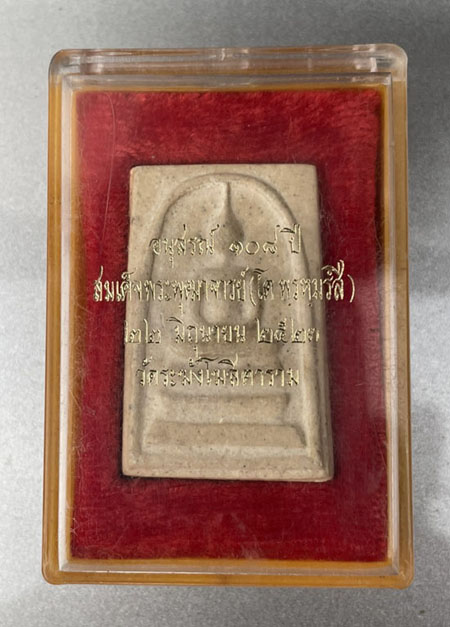 อนุสรณ์ ๑๐๘ ปี
สมเด็จพระพุฒาจารย์ (โต พรหมรังสี)
๒๒ มิถุนายน ๒๕๒๓
วัดระฆังโฆสิตาราม